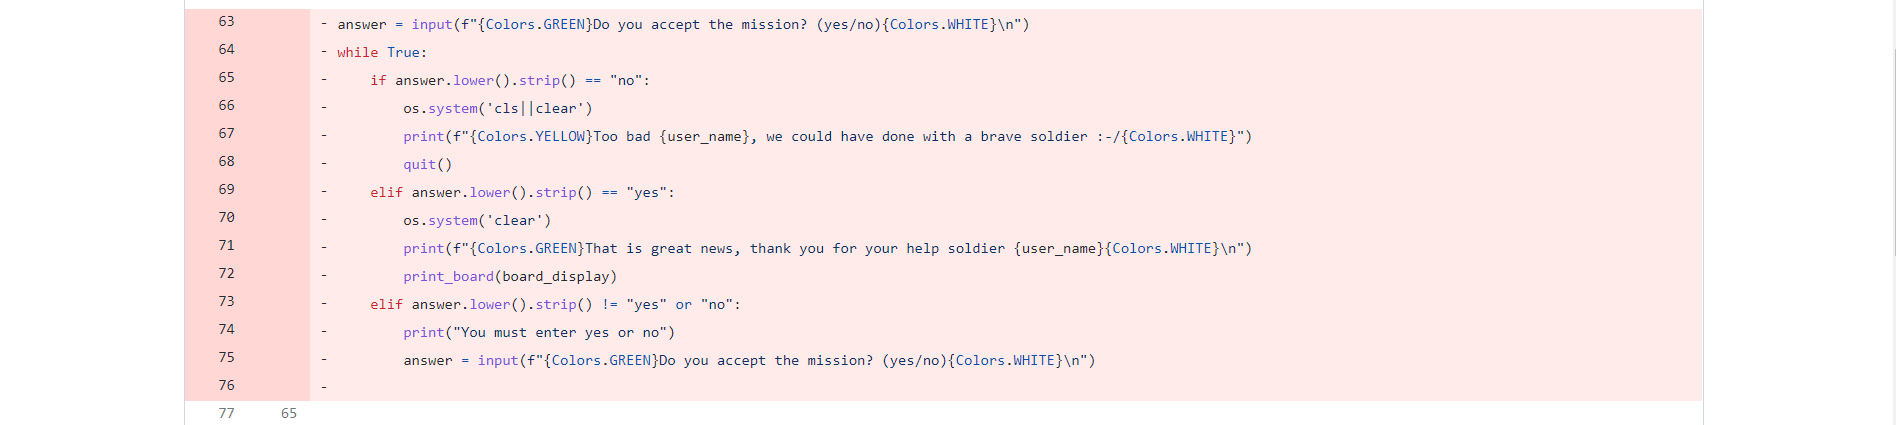 63 - answer = input(f"{Colors.GREEN}Do you accept the mission? (yes/no){Colors.WHITE}\n")
64 - while True:
65 -     if answer.lower().strip() == "no":
66 -         os.system('cls||clear')
67 -         print(f"{Colors.YELLOW}Too bad {user_name}, we could have done with a brave soldier :-/{Colors.WHITE}")
68 -         quit()
69 -     elif answer.lower().strip() == "yes":
70 -         os.system('clear')
71 -         print(f"{Colors.GREEN}That is great news, thank you for your help soldier {user_name}{Colors.WHITE}\n")
72 -         print_board(board_display)
73 -     elif answer.lower().strip() != "yes" or "no":
74 -         print("You must enter yes or no")
75 -         answer = input(f"{Colors.GREEN}Do you accept the mission? (yes/no){Colors.WHITE}\n")
76 -
77 65